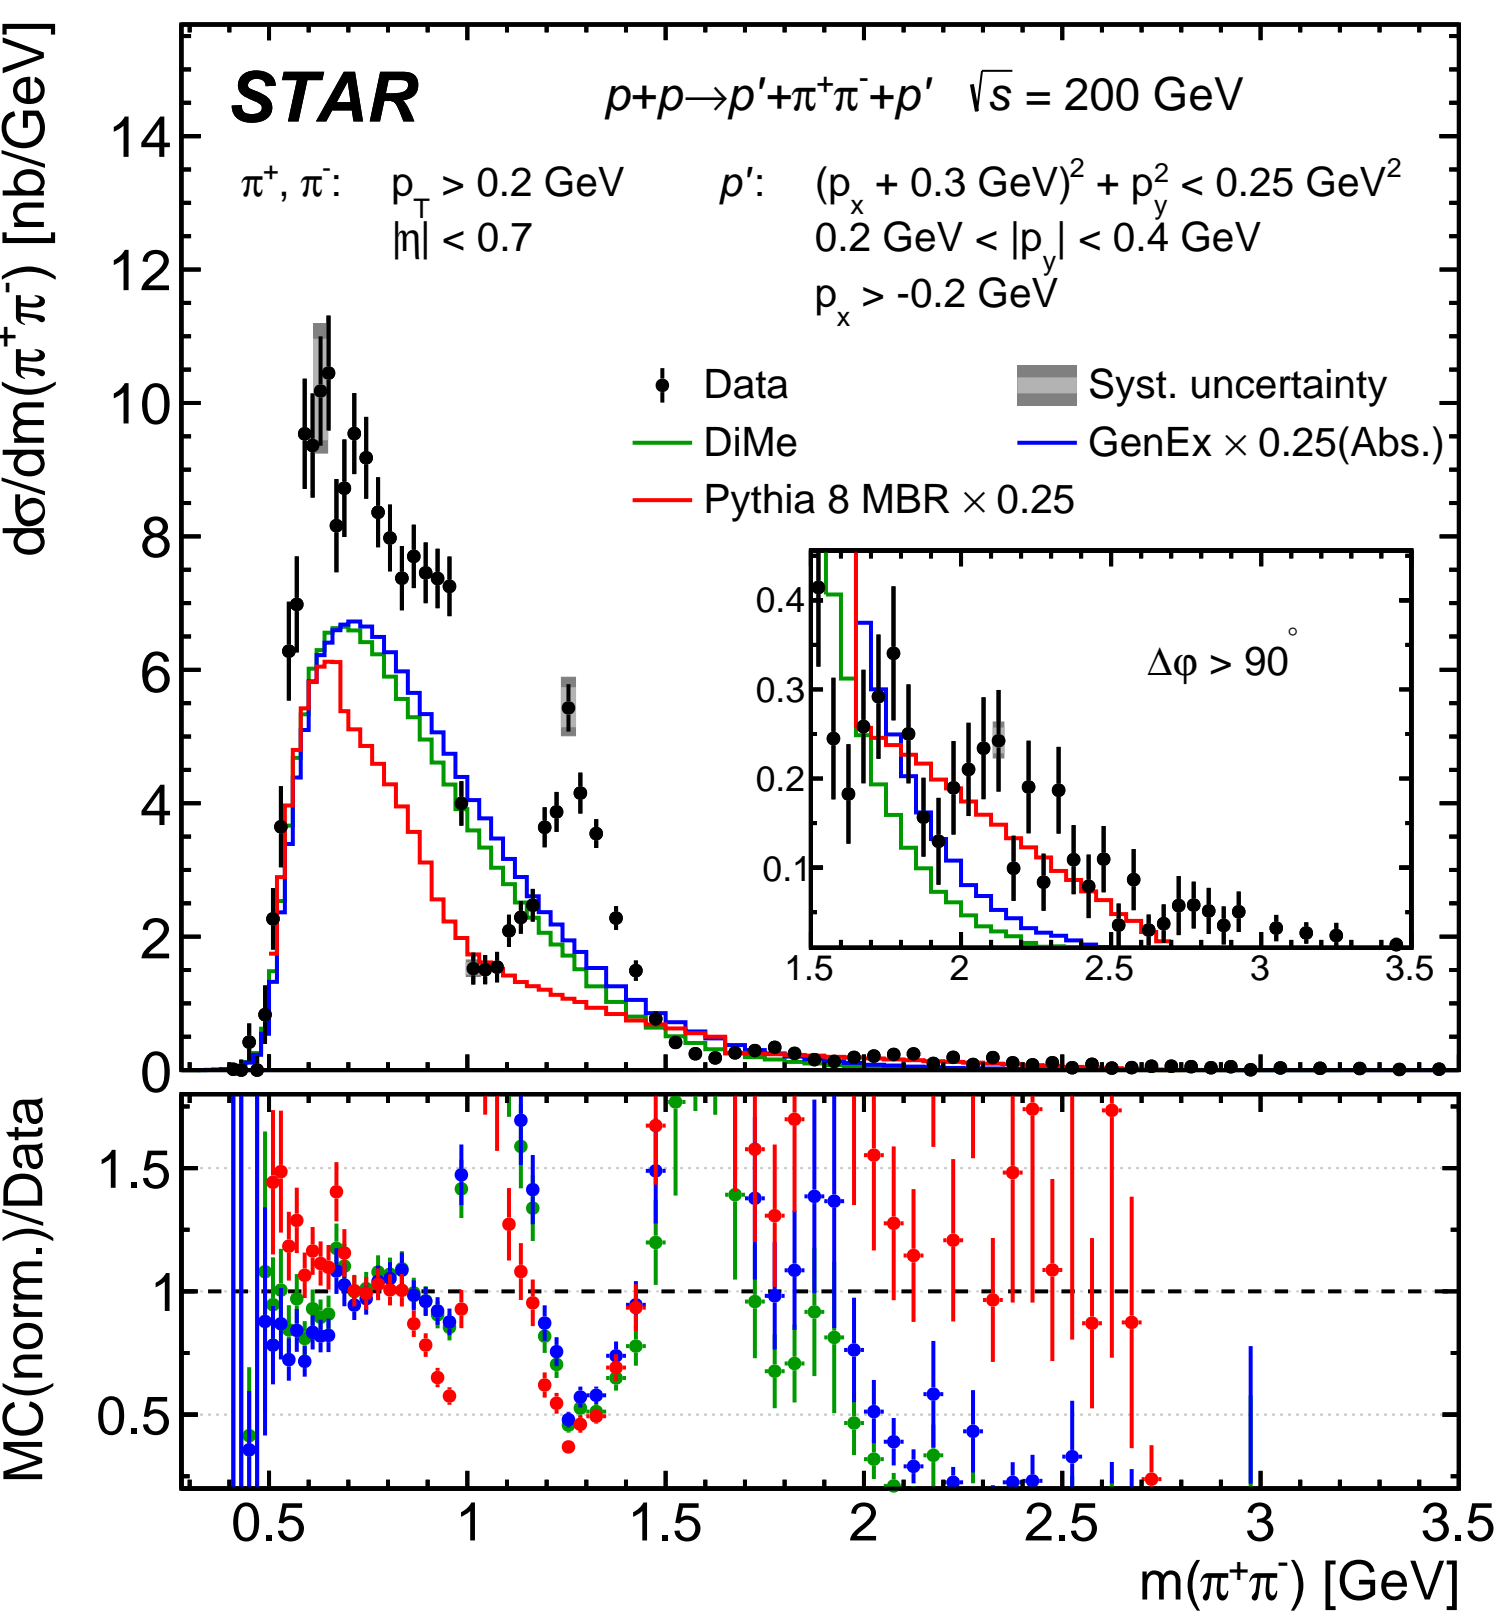 STAR
p+p→p′+π⁺π⁻+p′ √s = 200 GeV
π⁺, π⁻: p_T > 0.2 GeV p′: (p_x + 0.3 GeV)² + p_y² < 0.25 GeV²
|η| < 0.7 0.2 GeV < |p_y| < 0.4 GeV
p_x > -0.2 GeV
Data Syst. uncertainty
DiMe GenEx × 0.25(Abs.)
Pythia 8 MBR × 0.25
dσ/dm(π⁺π⁻) [nb/GeV]
14
12
10
8
6
4
2
0
Δφ > 90°
0.4
0.3
0.2
0.1
1.5 2 2.5 3 3.5
MC(norm.)/Data
1.5
1
0.5
0.5 1 1.5 2 2.5 3 3.5
m(π⁺π⁻) [GeV]